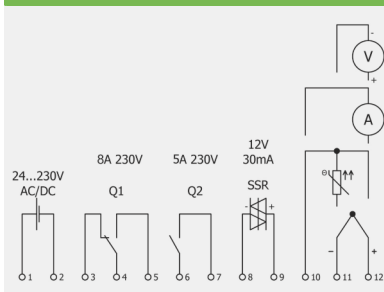 -
V
+
A
12V
8A 230V 5A 230V 30mA
24...230V
AC/DC Q1 Q2 SSR
- +
- +
1 2 3 4 5 6 7 8 9 10 11 12